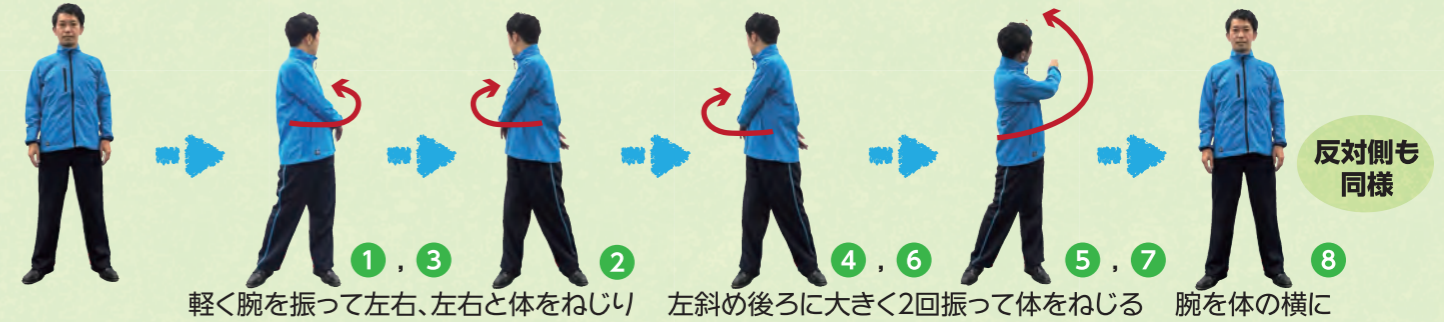 反対側も
同様
1 , 3
2
4 , 6
5 , 7
8
軽く腕を振って左右、左右と体をねじり
左斜め後ろに大きく2回振って体をねじる
腕を体の横に